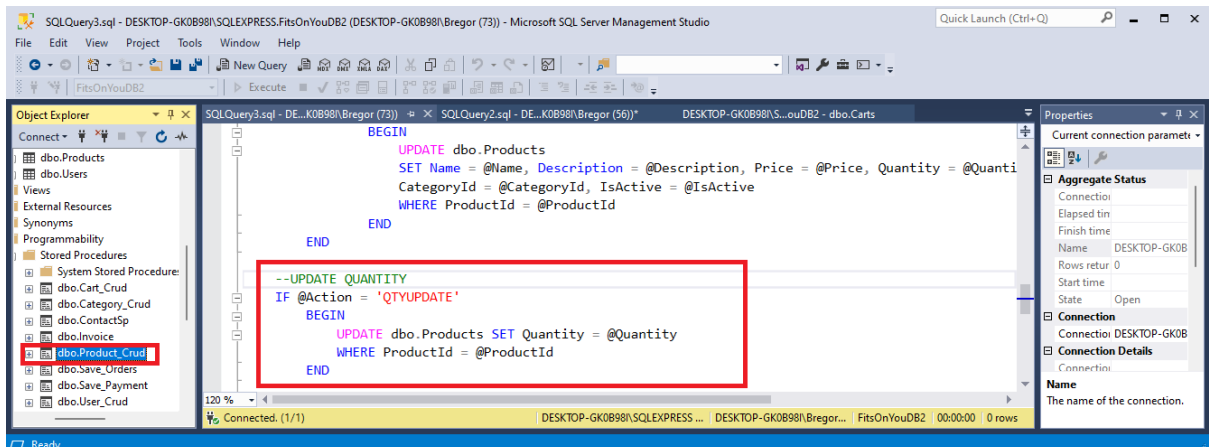 SQLQuery3.sql - DESKTOP-GK0B98I\SQLEXPRESS.FitsOnYouDB2 (DESKTOP-GK0B98I\Bregor (73)) - Microsoft SQL Server Management Studio
Quick Launch (Ctrl+Q)
File Edit View Project Tools Window Help
New Query
FitsOnYouDB2
Execute
Object Explorer
Connect
dbo.Products
dbo.Users
Views
External Resources
Synonyms
Programmability
Stored Procedures
System Stored Procedure
dbo.Cart_Crud
dbo.Category_Crud
dbo.ContactSp
dbo.Invoice
dbo.Product_Crud
dbo.Save_Orders
dbo.Save_Payment
dbo.User_Crud
SQLQuery3.sql - DE...K0B98I\Bregor (73)) SQLQuery2.sql - DE...K0B98I\Bregor (56))* DESKTOP-GK0B98I\S...ouDB2 - dbo.Carts
BEGIN
UPDATE dbo.Products
SET Name = @Name, Description = @Description, Price = @Price, Quantity = @Quanti
CategoryId = @CategoryId, IsActive = @IsActive
WHERE ProductId = @ProductId
END
END
--UPDATE QUANTITY
IF @Action = 'QTYUPDATE'
BEGIN
UPDATE dbo.Products SET Quantity = @Quantity
WHERE ProductId = @ProductId
END
120 %
Connected. (1/1)
DESKTOP-GK0B98I\SQLEXPRESS ... DESKTOP-GK0B98I\Bregor... FitsOnYouDB2 00:00:00 0 rows
Properties
Current connection paramete
Aggregate Status
Connection
Elapsed tim
Finish time
Name DESKTOP-GK0B
Rows retur 0
Start time
State Open
Connection
Connectio DESKTOP-GK0B
Connection Details
Connection
Name
The name of the connection.
Ready